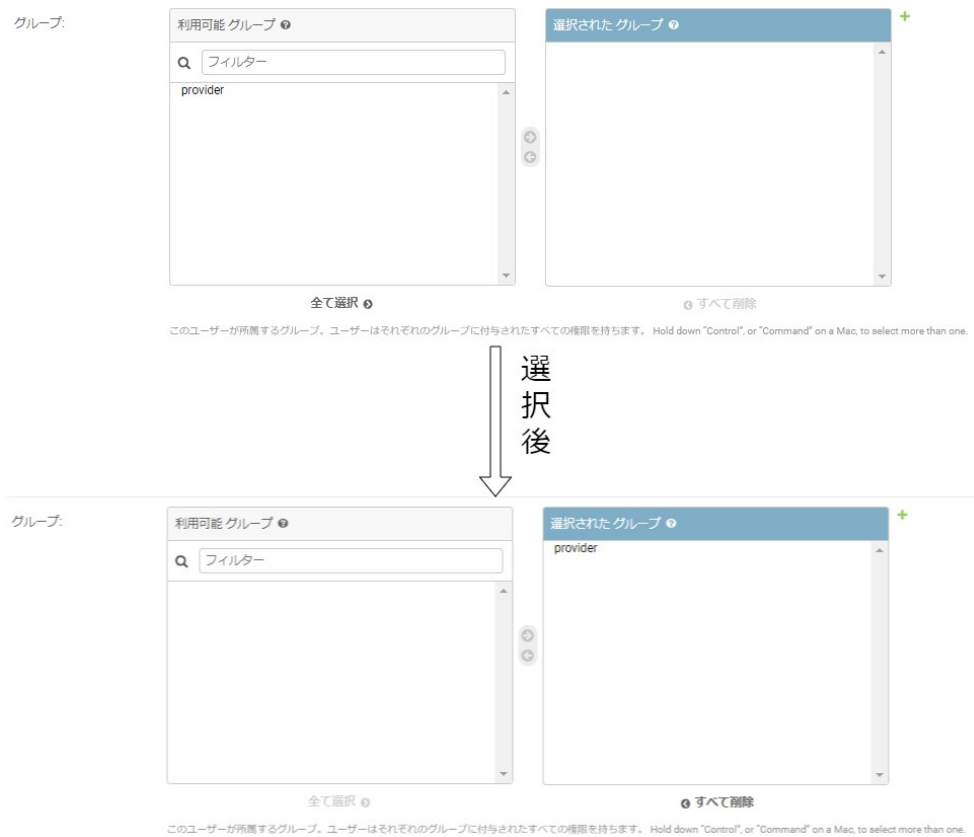 グループ:
利用可能 グループ
選択された グループ
フィルター
provider
全て選択
すべて削除
このユーザーが所属するグループ。ユーザーはそれぞれのグループに付与されたすべての権限を持ちます。 Hold down "Control", or "Command" on a Mac, to select more than one.
選択後
グループ:
利用可能 グループ
選択された グループ
フィルター
provider
全て選択
すべて削除
このユーザーが所属するグループ。ユーザーはそれぞれのグループに付与されたすべての権限を持ちます。 Hold down "Control", or "Command" on a Mac, to select more than one.